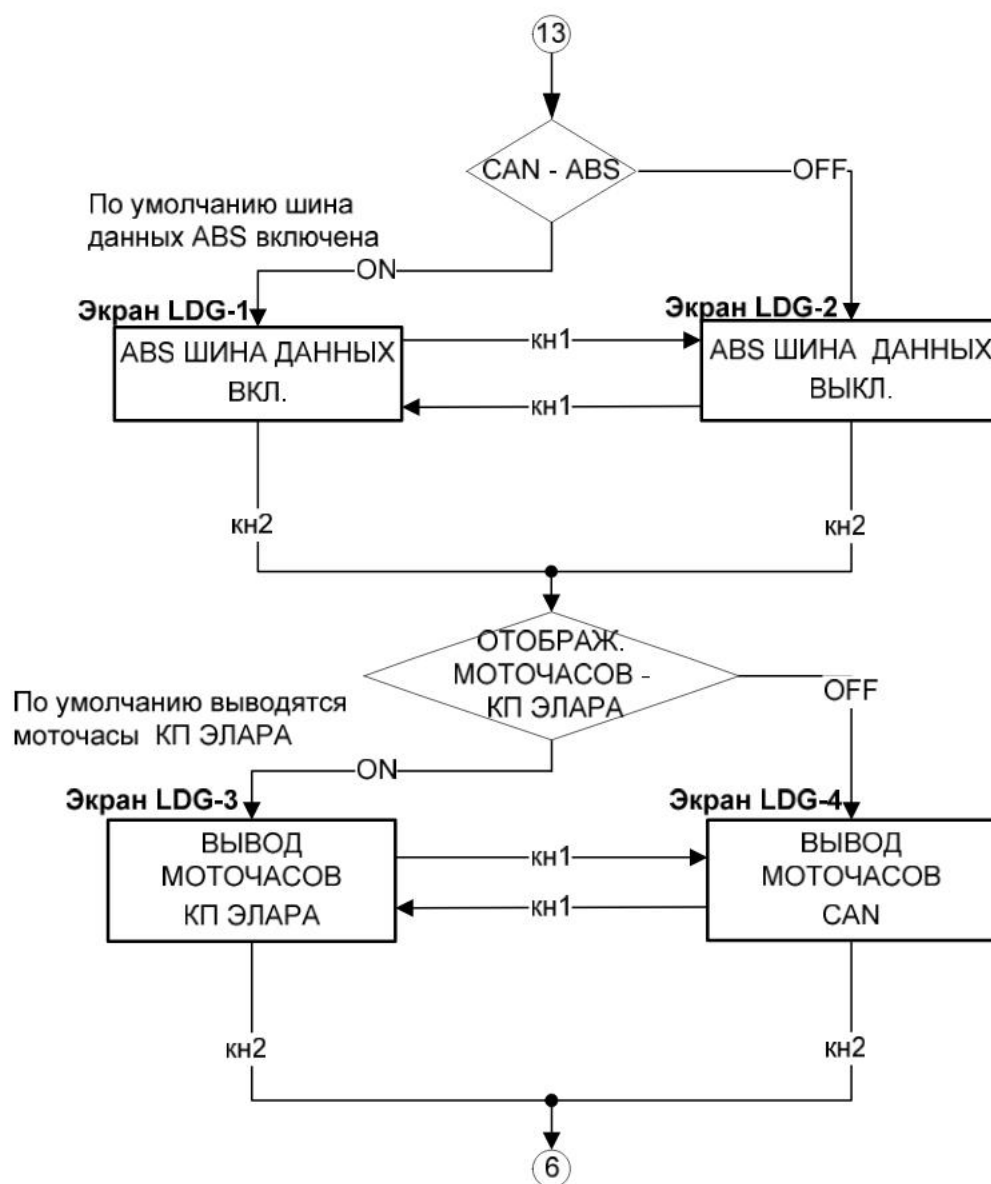 13
CAN - ABS
OFF
По умолчанию шина
данных ABS включена
ON
Экран LDG-1
Экран LDG-2
ABS ШИНА ДАННЫХ
ВКЛ.
кн1
кн1
ABS ШИНА ДАННЫХ
ВЫКЛ.
кн2
кн2
ОТОБРАЖ.
МОТОЧАСОВ -
КП ЭЛАРА
OFF
По умолчанию выводятся
моточасы КП ЭЛАРА
ON
Экран LDG-3
Экран LDG-4
ВЫВОД
МОТОЧАСОВ
КП ЭЛАРА
кн1
кн1
ВЫВОД
МОТОЧАСОВ
CAN
кн2
кн2
6